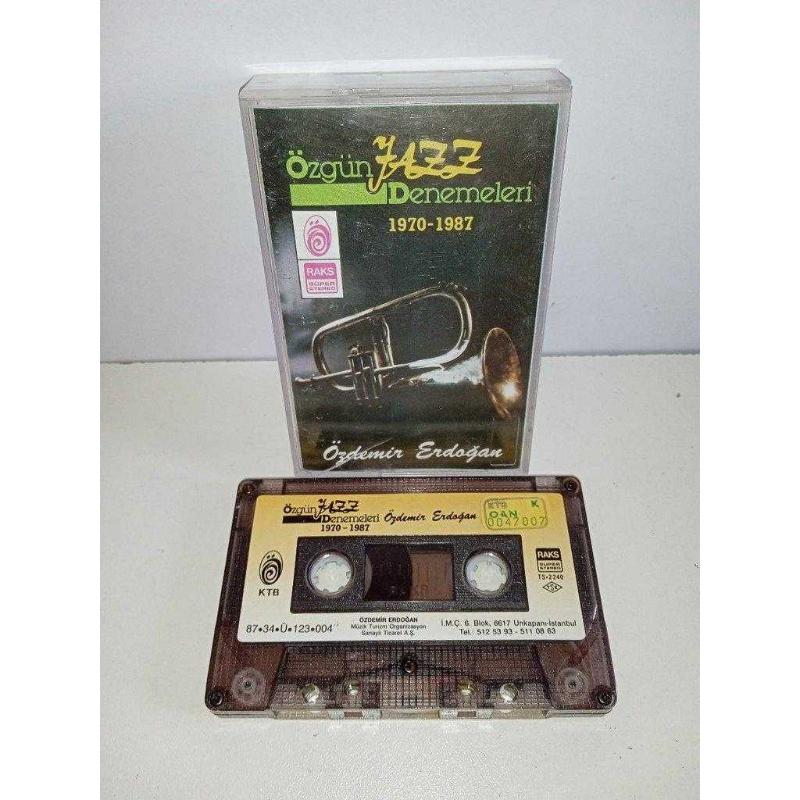 Özgün JAZZ
Denemeleri
1970-1987
RAKS
SÜPER
STEREO
Özdemir Erdoğan
Özgün JAZZ
Denemeleri Özdemir Erdoğan
1970-1987
KTB K
OAN
0047007
KTB
RAKS
SÜPER
STEREO
TS-2240
TSE
87•34•Ü•123•004
ÖZDEMİR ERDOĞAN
Müzik Turizm Organizasyon
Sanayii Ticaret A.Ş.
İ.M.Ç. 6. Blok, 6617 Unkapanı-İstanbul
Tel.: 512 53 93 - 511 08 63